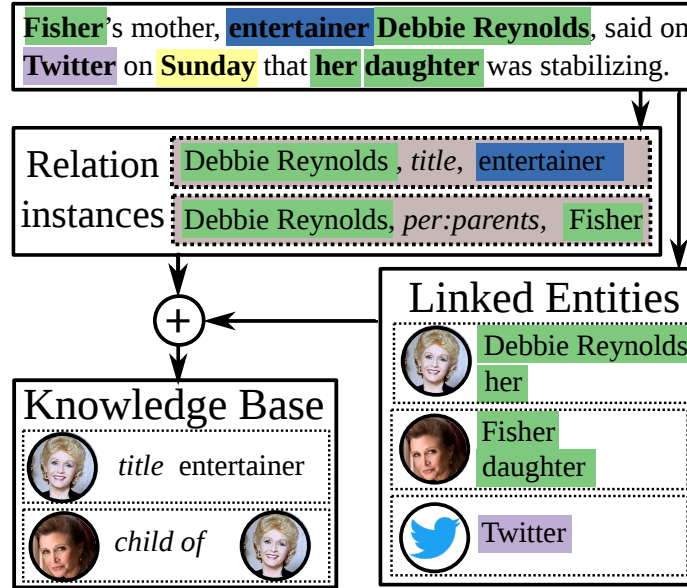 Fisher's mother, entertainer Debbie Reynolds, said on
Twitter on Sunday that her daughter was stabilizing.
Relation
instances
Debbie Reynolds, title, entertainer
Debbie Reynolds, per:parents, Fisher
+
Linked Entities
Debbie Reynolds
her
Fisher
daughter
Twitter
Knowledge Base
title entertainer
child of